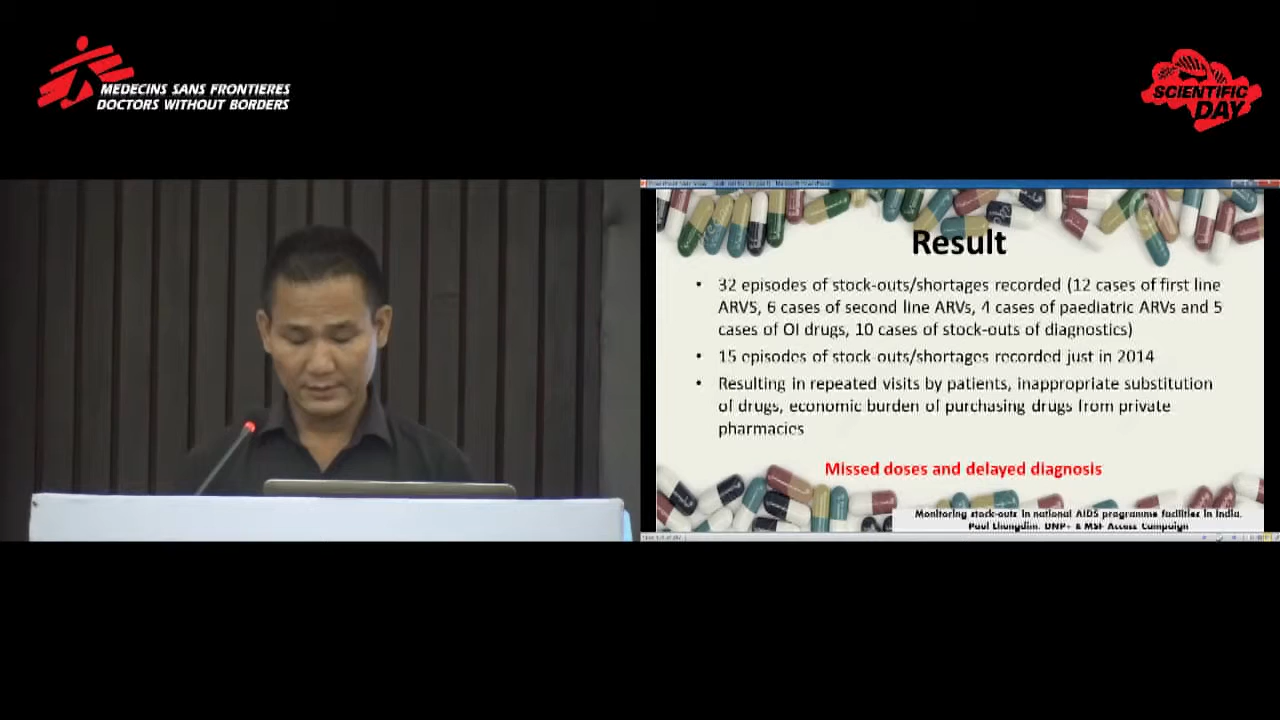 MEDECINS SANS FRONTIERES
DOCTORS WITHOUT BORDERS
SCIENTIFIC
DAY
Result
• 32 episodes of stock-outs/shortages recorded (12 cases of first line
ARVS, 6 cases of second line ARVs, 4 cases of paediatric ARVs and 5
cases of OI drugs, 10 cases of stock-outs of diagnostics)
• 15 episodes of stock-outs/shortages recorded just in 2014
• Resulting in repeated visits by patients, inappropriate substitution
of drugs, economic burden of purchasing drugs from private
pharmacies
Missed doses and delayed diagnosis
Monitoring stock-outs in national AIDS programme facilities in India.
Paul Lhungdim, DNP+ & MSF Access Campaign